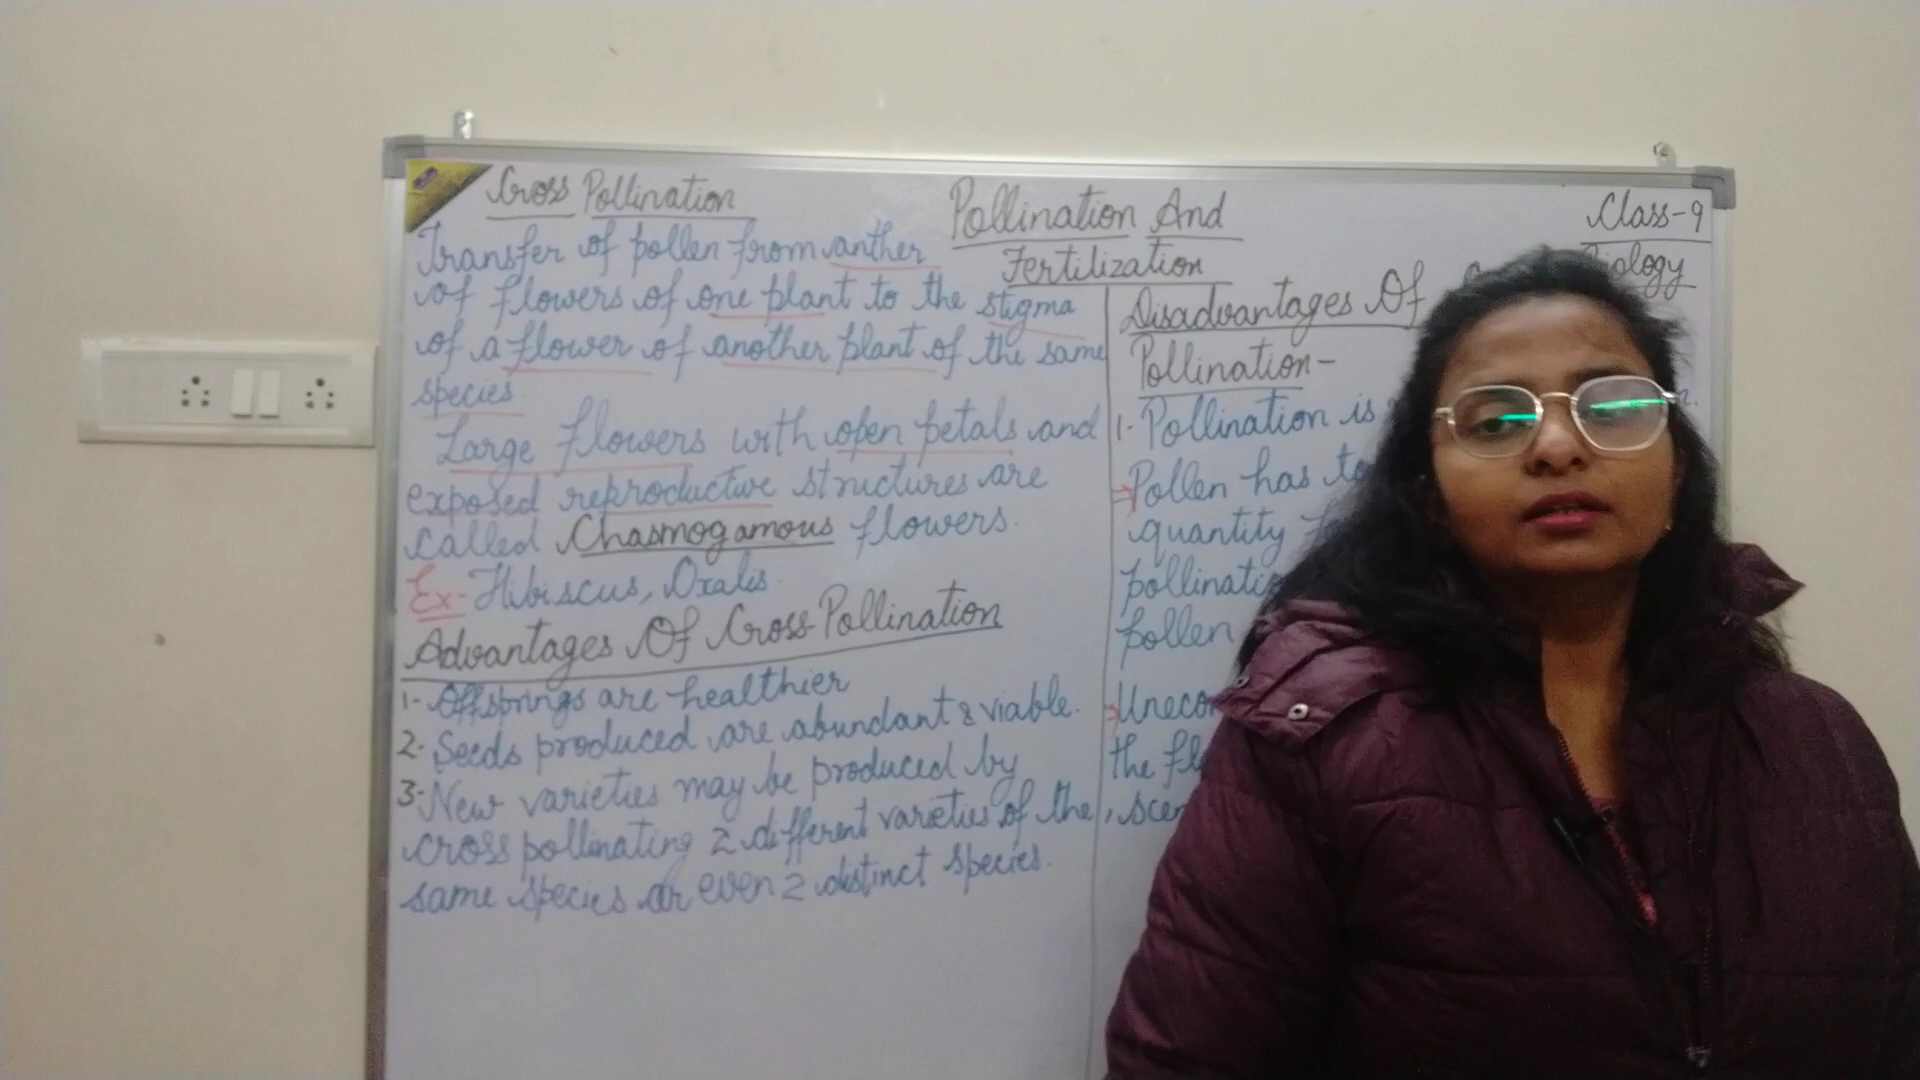 Cross Pollination
Transfer of pollen from anther
of flowers of one plant to the stigma
of a flower of another plant of the same
species.
Large flowers with open petals and
exposed reproductive structures are
called Chasmogamous flowers.
Ex- Hibiscus, Oxalis.
Advantages Of Cross-Pollination
1- Offsprings are healthier
2- Seeds produced are abundant & viable.
3- New varieties may be produced by
cross pollinating 2 different varieties of the
same species or even 2 distinct species.
Pollination And
Fertilization
Class-9
Biology
Disadvantages Of
Pollination-
1- Pollination is
Pollen has to
quantity
pollen
the